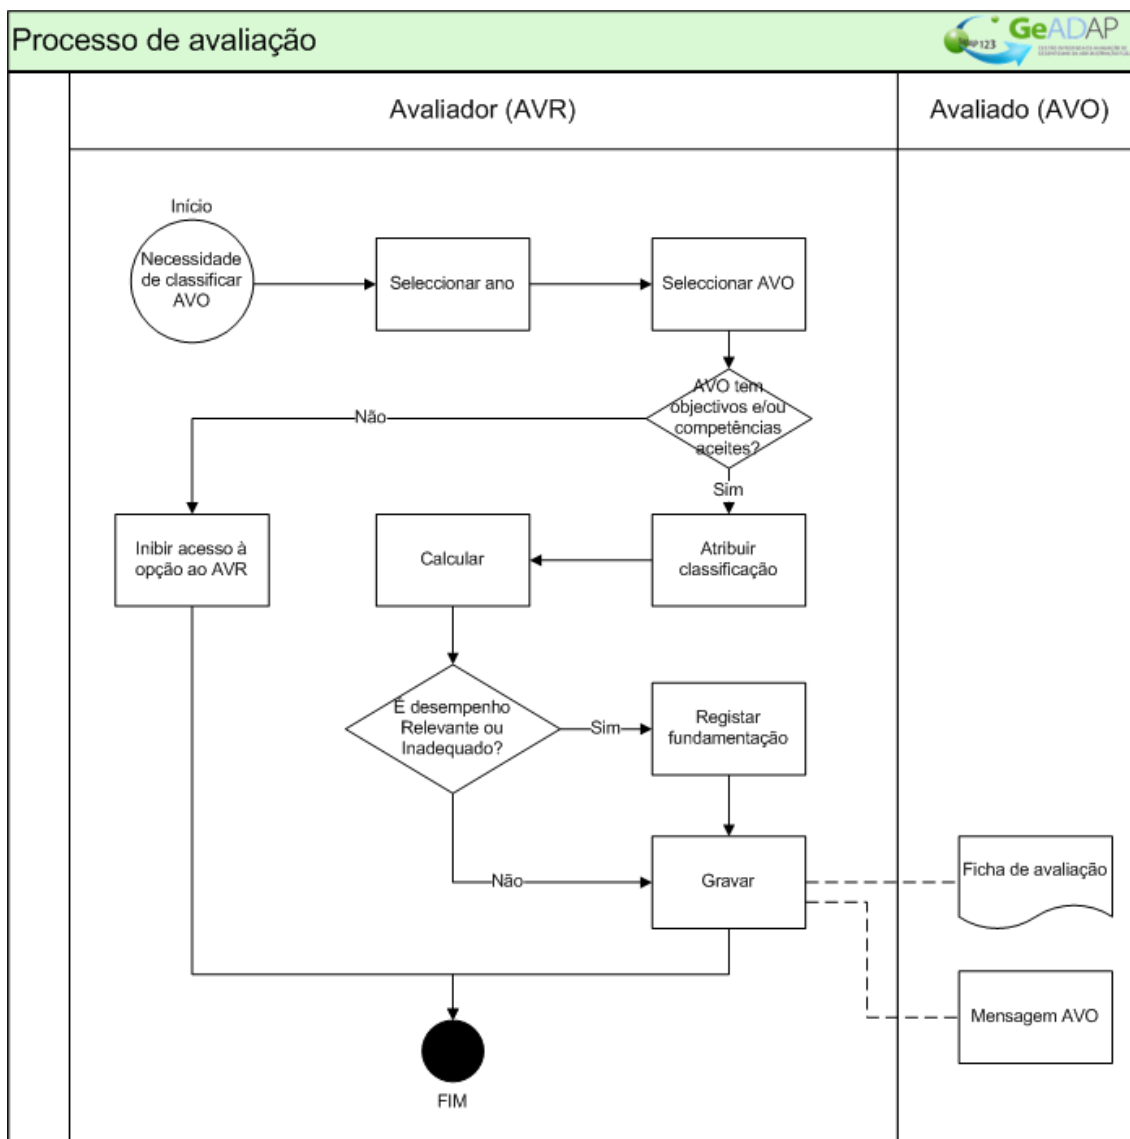 Processo de avaliação
GeADAP
123
Avaliador (AVR)
Avaliado (AVO)
Início
Necessidade
de classificar
AVO
Seleccionar ano
Seleccionar AVO
AVO tem
objectivos e/ou
competências
aceites?
Não
Sim
Inibir acesso à
opção ao AVR
Calcular
Atribuir
classificação
É desempenho
Relevante ou
Inadequado?
Sim
Registar
fundamentação
Não
Gravar
Ficha de avaliação
Mensagem AVO
FIM